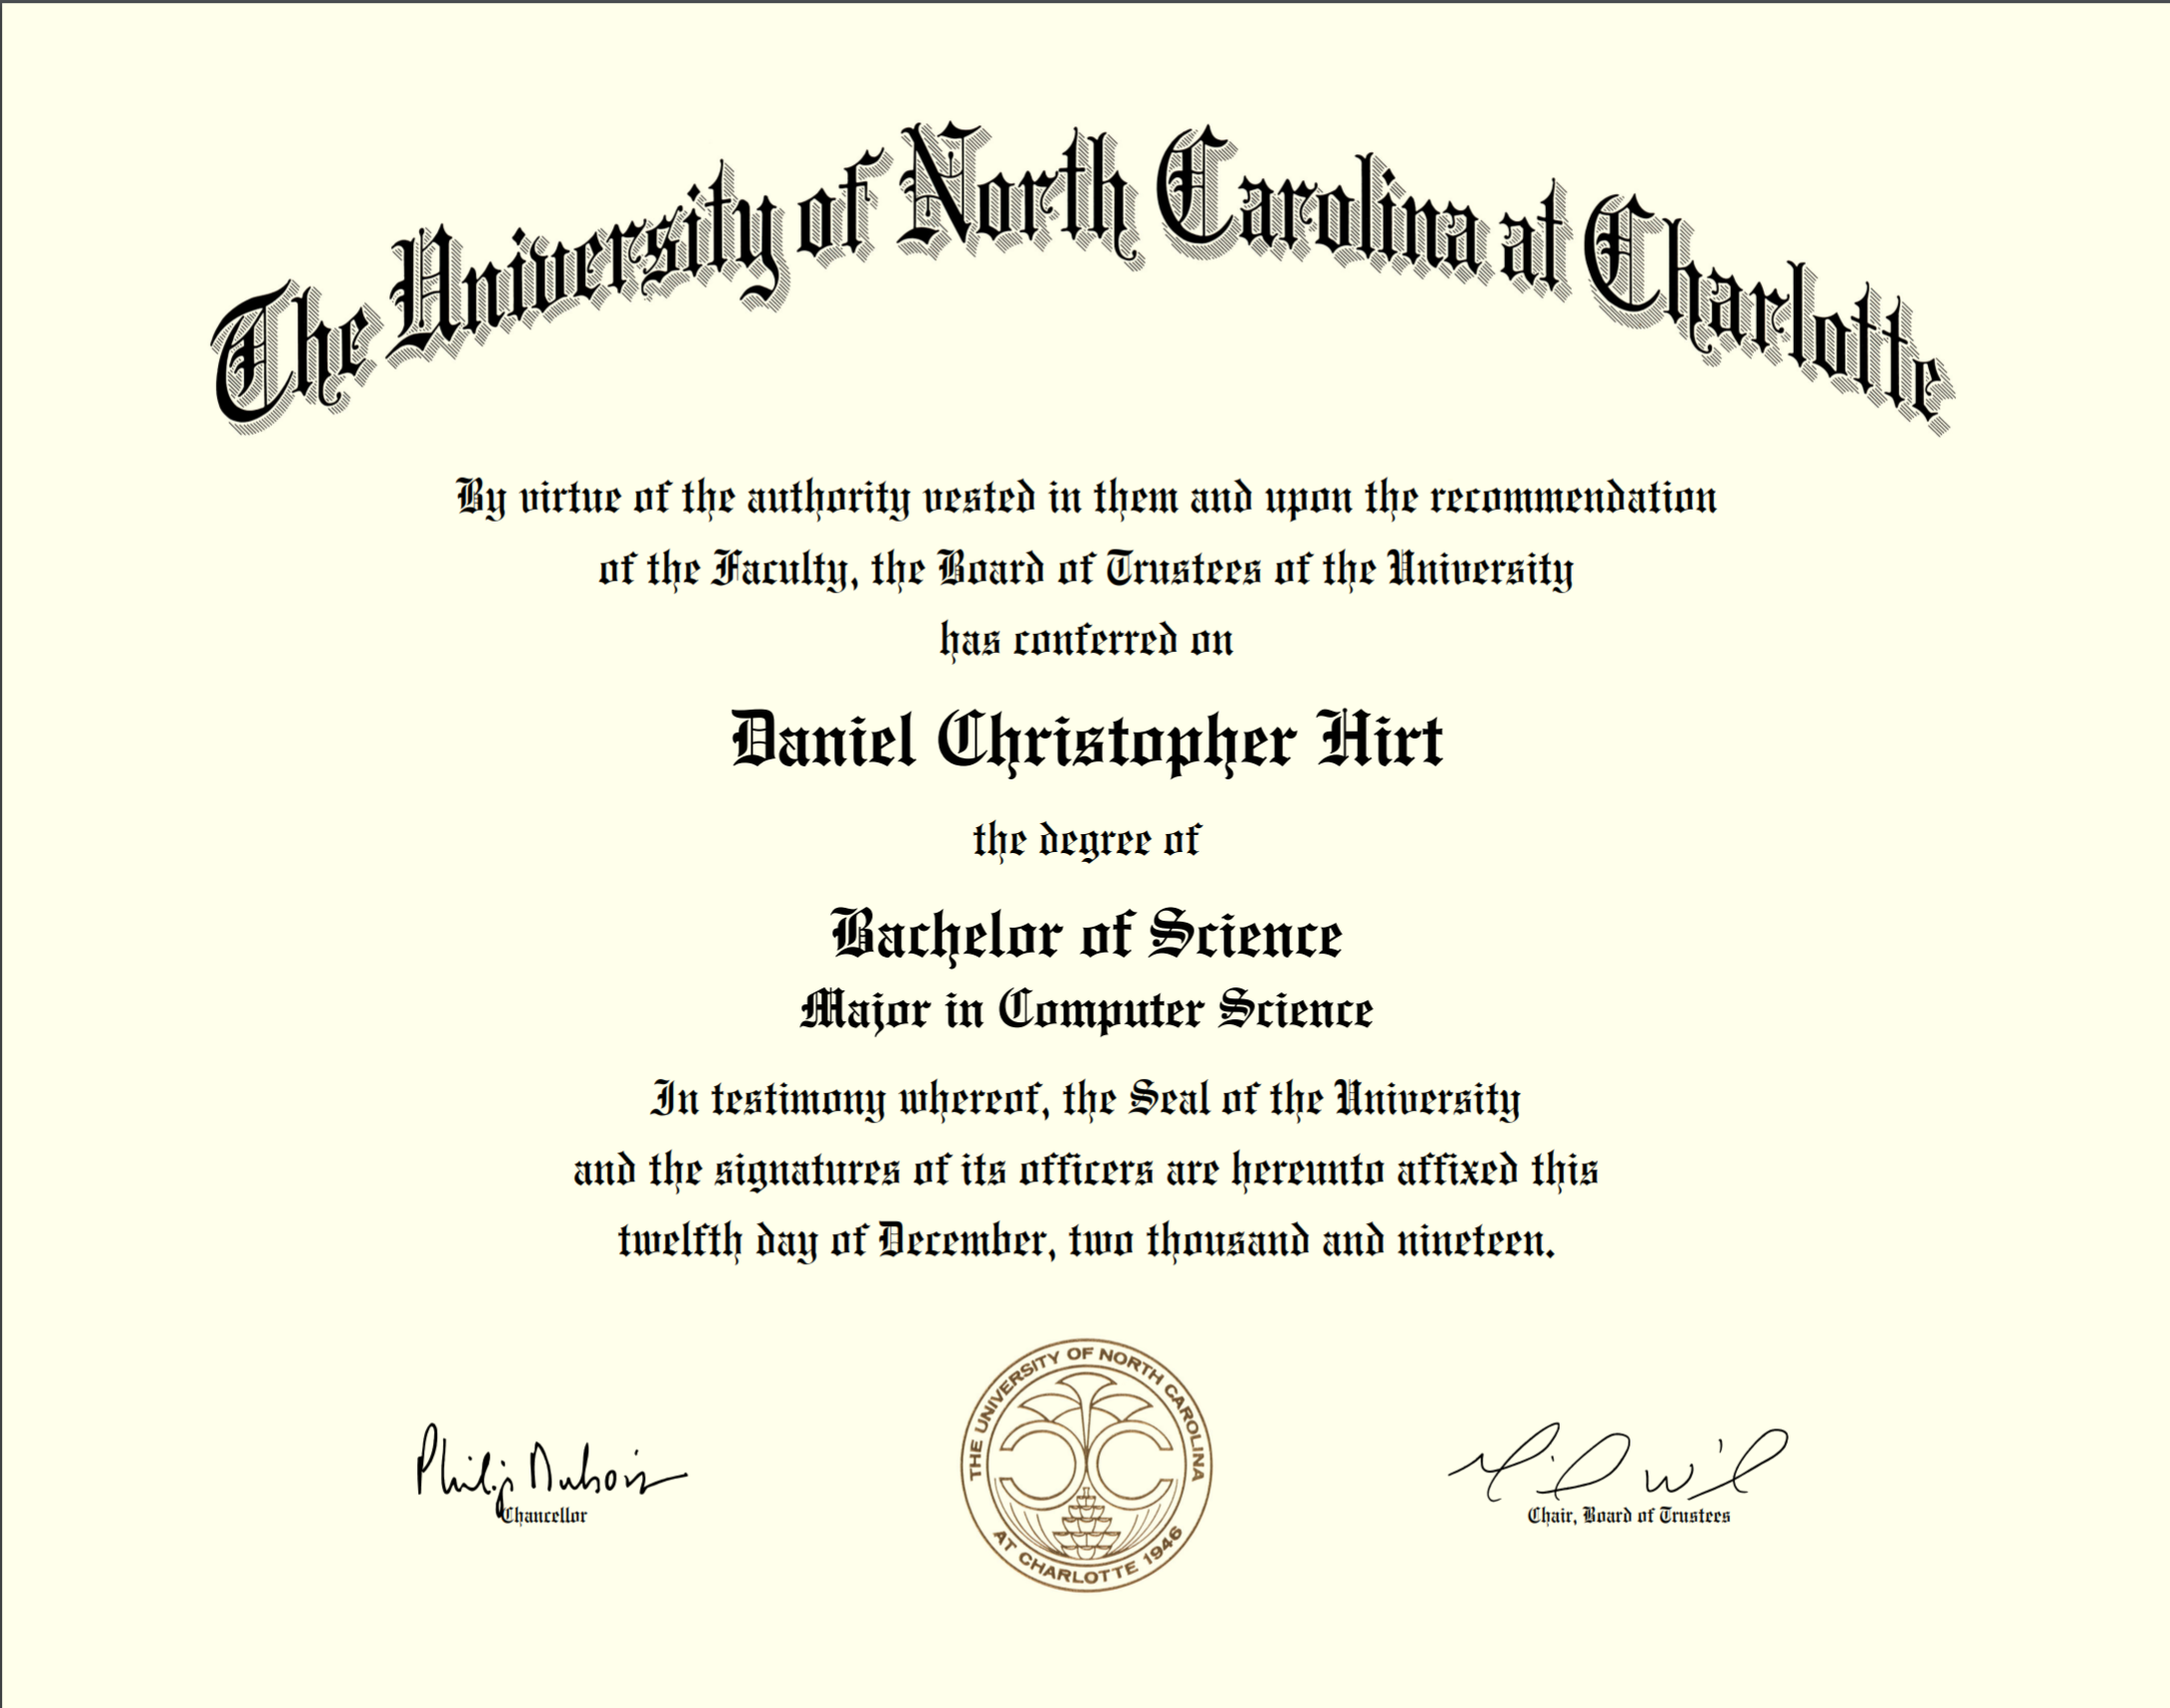 The University of North Carolina at Charlotte
By virtue of the authority vested in them and upon the recommendation
of the Faculty, the Board of Trustees of the University
has conferred on
Daniel Christopher Hirt
the degree of
Bachelor of Science
Major in Computer Science
In testimony whereof, the Seal of the University
and the signatures of its officers are hereunto affixed this
twelfth day of December, two thousand and nineteen.
Philip Dubois
Chancellor
THE UNIVERSITY OF NORTH CAROLINA
AT CHARLOTTE 1946
Chair, Board of Trustees